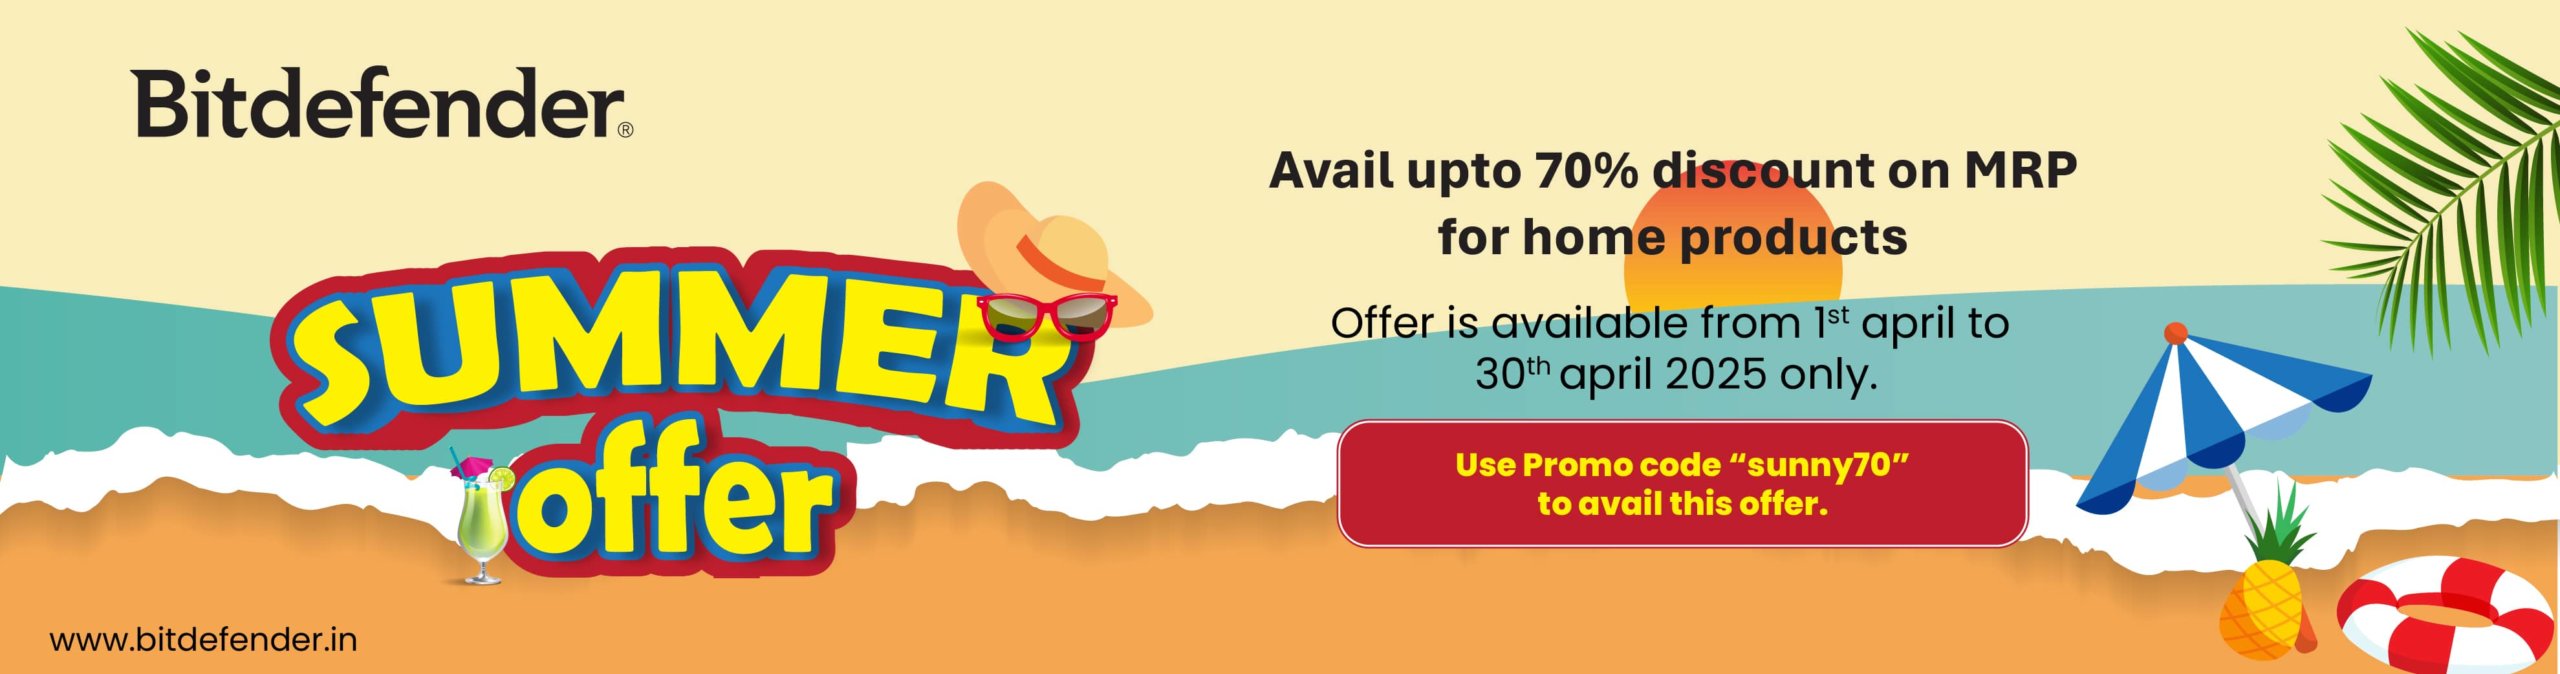 Bitdefender®
SUMMER
offer
Avail upto 70% discount on MRP
for home products
Offer is available from 1st april to
30th april 2025 only.
Use Promo code “sunny70”
to avail this offer.
www.bitdefender.in